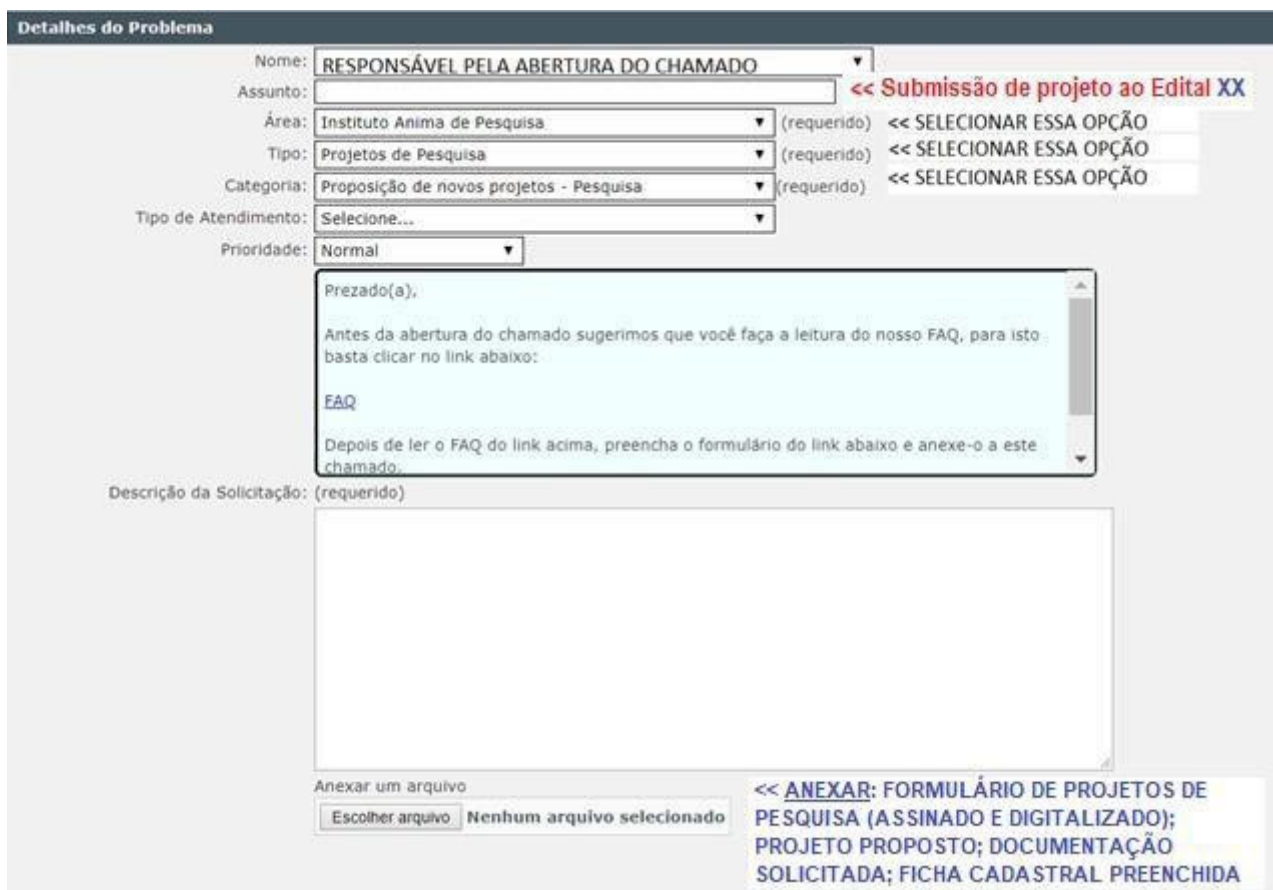 Detalhes do Problema
Nome: RESPONSÁVEL PELA ABERTURA DO CHAMADO
Assunto: << Submissão de projeto ao Edital XX
Área: Instituto Anima de Pesquisa (requerido) << SELECIONAR ESSA OPÇÃO
Tipo: Projetos de Pesquisa (requerido) << SELECIONAR ESSA OPÇÃO
Categoria: Proposição de novos projetos - Pesquisa (requerido) << SELECIONAR ESSA OPÇÃO
Tipo de Atendimento: Selecione...
Prioridade: Normal
Prezado(a),
Antes da abertura do chamado sugerimos que você faça a leitura do nosso FAQ, para isto
basta clicar no link abaixo:
FAQ
Depois de ler o FAQ do link acima, preencha o formulário do link abaixo e anexe-o a este
chamado.
Descrição da Solicitação: (requerido)
Anexar um arquivo
Escolher arquivo Nenhum arquivo selecionado
<< ANEXAR: FORMULÁRIO DE PROJETOS DE
PESQUISA (ASSINADO E DIGITALIZADO);
PROJETO PROPOSTO; DOCUMENTAÇÃO
SOLICITADA; FICHA CADASTRAL PREENCHIDA